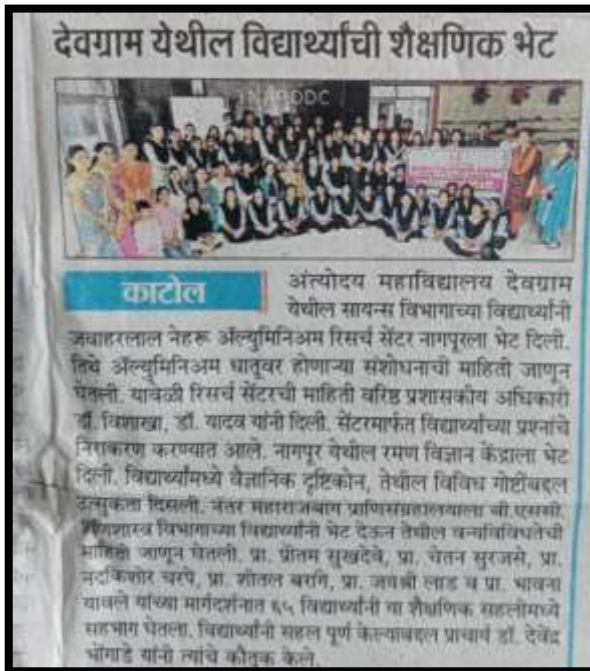 देवग्राम येथील विद्यार्थ्यांची शैक्षणिक भेट
JNARDDC
काटोल
अंत्योदय महाविद्यालय देवग्राम
येथील सायन्स विभागाच्या विद्यार्थ्यांनी
जवाहरलाल नेहरू ॲल्युमिनिअम रिसर्च सेंटर नागपूरला भेट दिली.
तिथे ॲल्युमिनिअम धातूवर होणाऱ्या संशोधनाची माहिती जाणून
घेतली. यावेळी रिसर्च सेंटरची माहिती वरिष्ठ प्रशासकीय अधिकारी
डॉ. विशाखा, डॉ. यादव यांनी दिली. सेंटरमार्फत विद्यार्थ्यांच्या प्रश्नांचे
निराकरण करण्यात आले. नागपूर येथील रमण विज्ञान केंद्राला भेट
दिली. विद्यार्थ्यांमध्ये वैज्ञानिक दृष्टिकोन, तेथील विविध गोष्टींबद्दल
उत्सुकता दिसली. नंतर महाराजबाग प्राणिसंग्रहालयाला बी.एससी.
विभागाच्या विद्यार्थ्यांनी भेट देऊन तेथील वन्यविविधतेची
माहिती जाणून घेतली. प्रा. प्रीतम सुखदेवे, प्रा. चेतन सुरजसे, प्रा.
नंदकिशोर चरपे, प्रा. शीतल बरगे, प्रा. जयश्री लाड व प्रा. भावना
यावले यांच्या मार्गदर्शनात ६५ विद्यार्थ्यांनी या शैक्षणिक सहलीमध्ये
सहभाग घेतला. विद्यार्थ्यांनी सहल पूर्ण केल्याबद्दल प्राचार्य डॉ. देवेंद्र
भोंगाडे यांनी त्यांचे कौतुक केले.